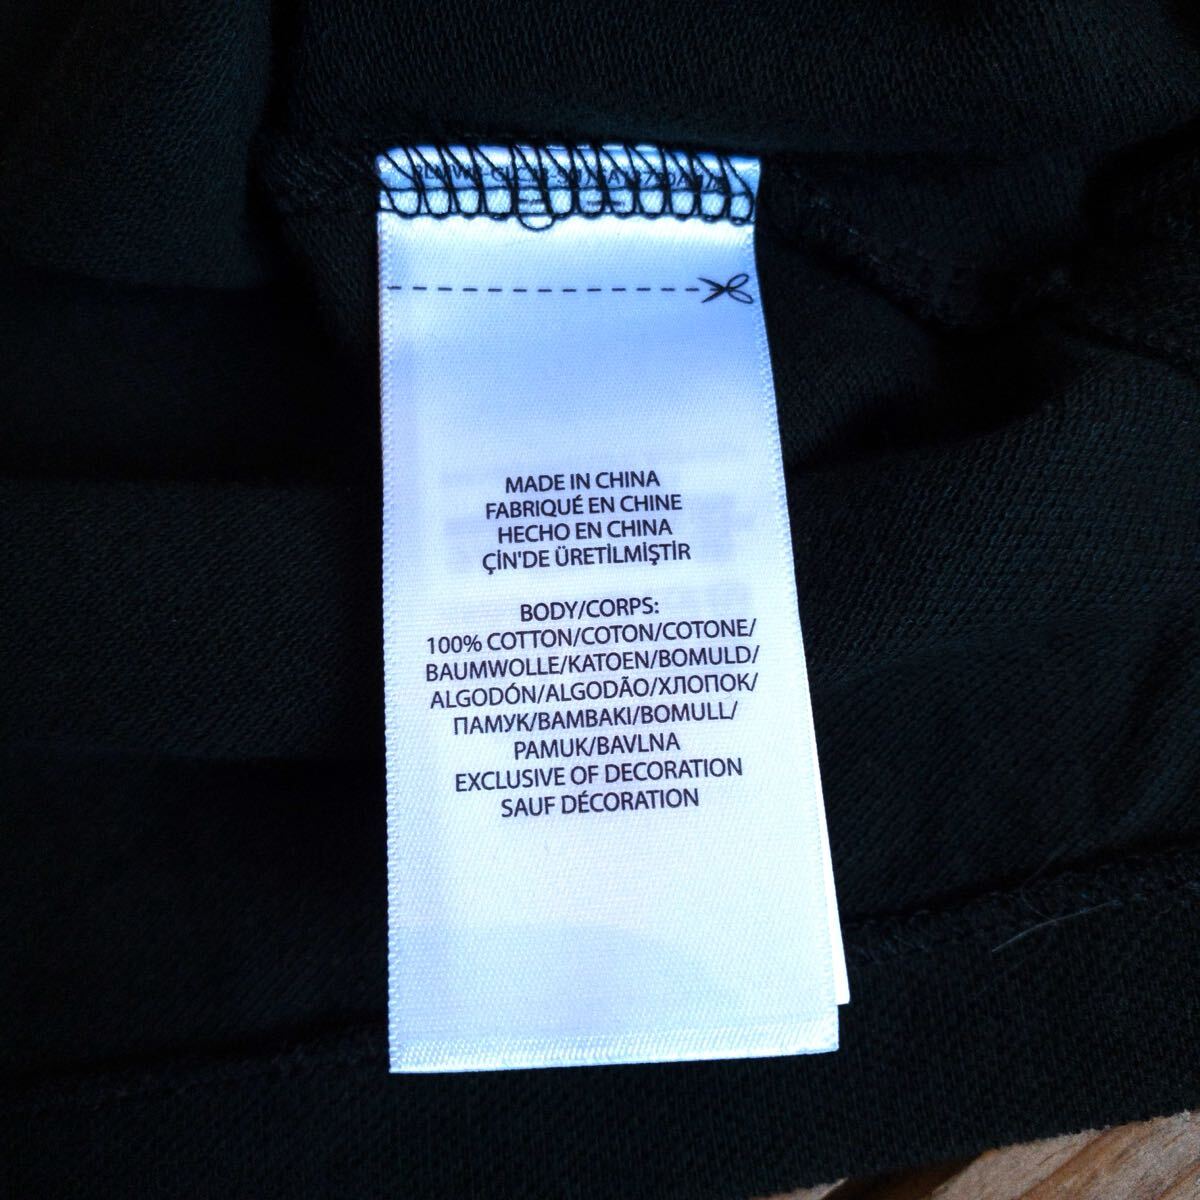 MADE IN CHINA
FABRIQUÉ EN CHINE
HECHO EN CHINA
ÇİN'DE ÜRETİLMİŞTİR
BODY/CORPS:
100% COTTON/COTON/COTONE/
BAUMWOLLE/KATOEN/BOMULD/
ALGODÓN/ALGODÃO/ХЛОПОК/
ПАМУК/BAMBAKI/BOMULL/
PAMUK/BAVLNA
EXCLUSIVE OF DECORATION
SAUF DÉCORATION